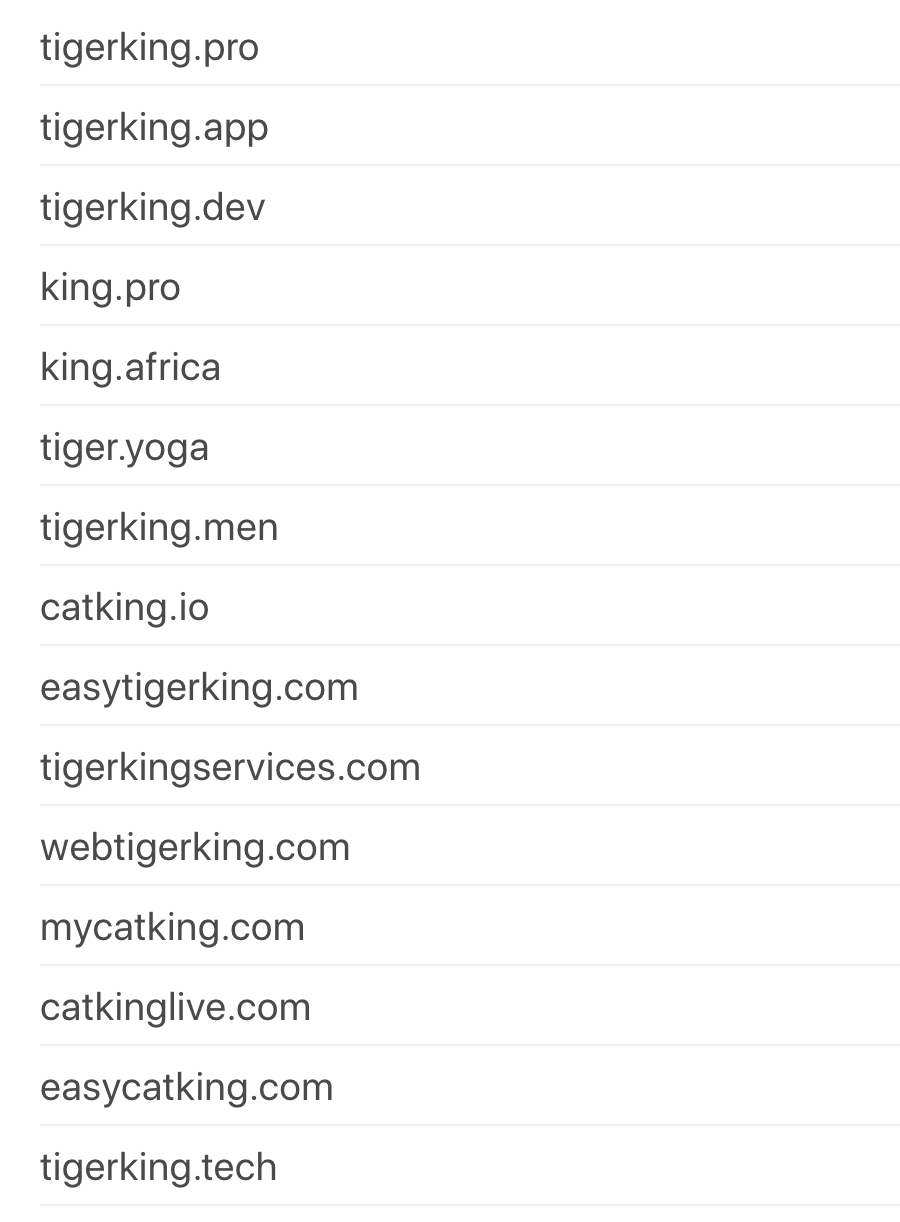 tigerking.pro
tigerking.app
tigerking.dev
king.pro
king.africa
tiger.yoga
tigerking.men
catking.io
easytigerking.com
tigerkingservices.com
webtigerking.com
mycatking.com
catkinglive.com
easycatking.com
tigerking.tech